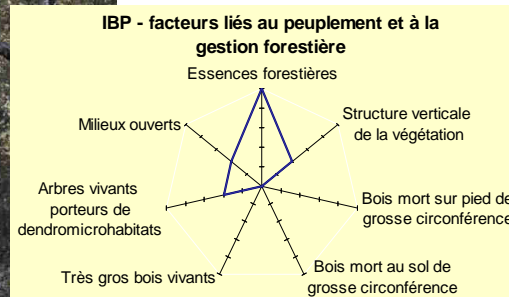 IBP - facteurs liés au peuplement et à la
gestion forestière
Essences forestières
Structure verticale
de la végétation
Bois mort sur pied de
grosse circonférence
Bois mort au sol de
grosse circonférence
Très gros bois vivants
Arbres vivants
porteurs de
dendromicrohabitats
Milieux ouverts